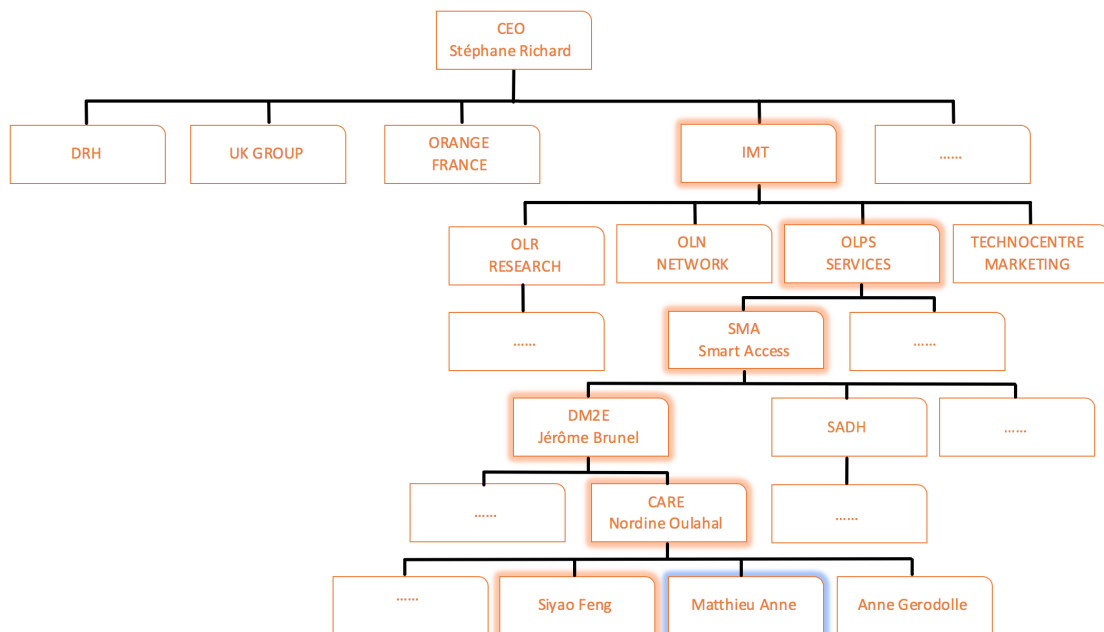 CEO
Stéphane Richard
DRH
UK GROUP
ORANGE
FRANCE
IMT
......
OLR
RESEARCH
OLN
NETWORK
OLPS
SERVICES
TECHNOCENTRE
MARKETING
......
SMA
Smart Access
......
DM2E
Jérôme Brunel
SADH
......
......
CARE
Nordine Oulahal
......
......
Siyao Feng
Matthieu Anne
Anne Gerodolle